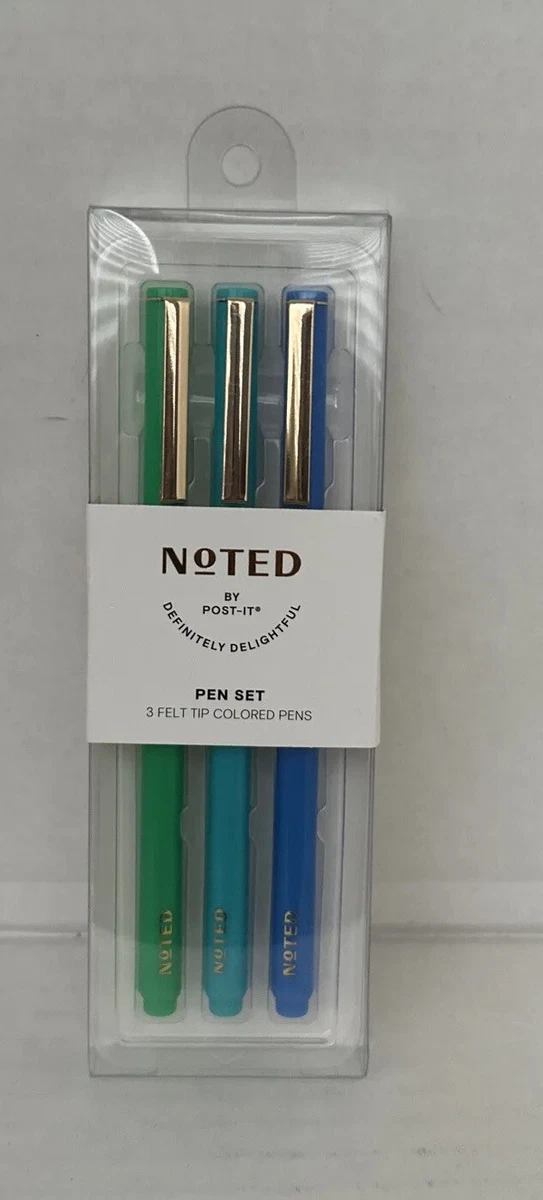 NOTED
BY
POST-IT®
DEFINITELY DELIGHTFUL
PEN SET
3 FELT TIP COLORED PENS
NOTED
NOTED
NOTED